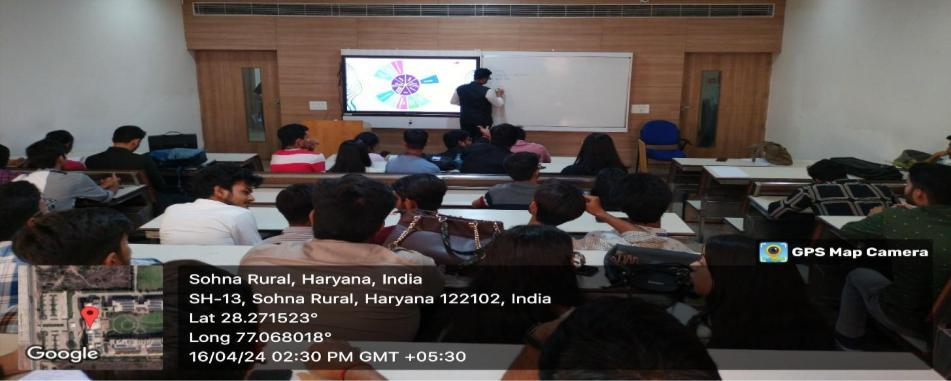 GPS Map Camera
Sohna Rural, Haryana, India
SH-13, Sohna Rural, Haryana 122102, India
Lat 28.271523°
Long 77.068018°
16/04/24 02:30 PM GMT +05:30
Google